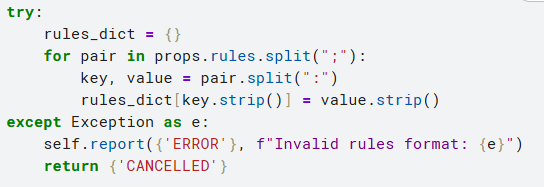 try:
    rules_dict = {}
    for pair in props.rules.split(";"):
        key, value = pair.split(":")
        rules_dict[key.strip()] = value.strip()
except Exception as e:
    self.report({'ERROR'}, f"Invalid rules format: {e}")
    return {'CANCELLED'}